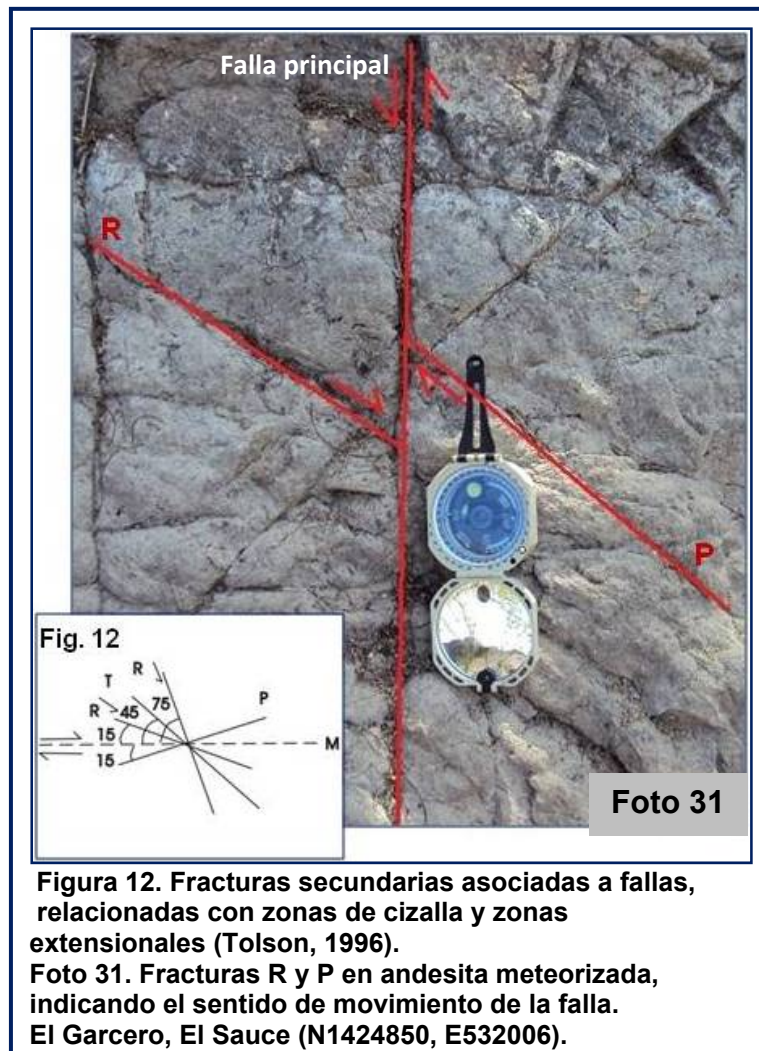 Falla principal
R
P
Fig. 12
R
T
P
R
45
75
15
M
15
Foto 31
Figura 12. Fracturas secundarias asociadas a fallas,
relacionadas con zonas de cizalla y zonas
extensionales (Tolson, 1996).
Foto 31. Fracturas R y P en andesita meteorizada,
indicando el sentido de movimiento de la falla.
El Garcero, El Sauce (N1424850, E532006).